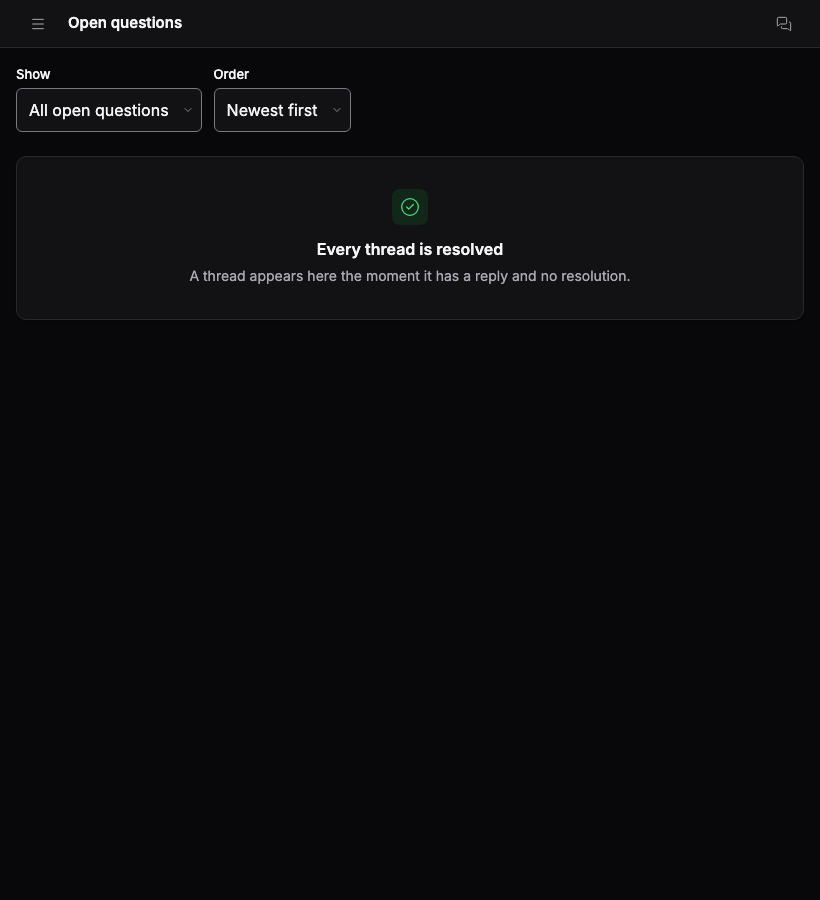 Open questions
Show
Order
All open questions
Newest first
Every thread is resolved
A thread appears here the moment it has a reply and no resolution.